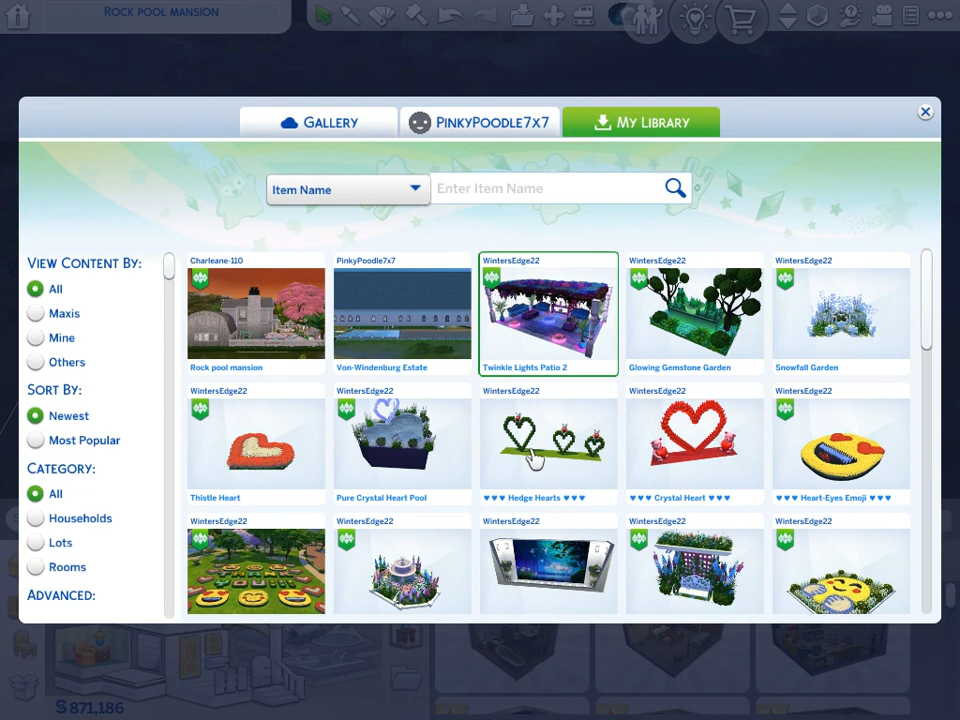 Rock pool mansion
Gallery
PinkyPoodle7x7
My Library
Item Name
Enter Item Name
View Content By:
All
Maxis
Mine
Others
Sort By:
Newest
Most Popular
Category:
All
Households
Lots
Rooms
Advanced:
Charleane-110
PinkyPoodle7x7
WintersEdge22
WintersEdge22
WintersEdge22
Rock pool mansion
Von-Windenburg Estate
Twinkle Lights Patio 2
Glowing Gemstone Garden
Snowfall Garden
WintersEdge22
WintersEdge22
WintersEdge22
WintersEdge22
WintersEdge22
Thistle Heart
Pure Crystal Heart Pool
♥ ♥ ♥ Hedge Hearts ♥ ♥ ♥
♥ ♥ ♥ Crystal Heart ♥ ♥ ♥
♥ ♥ ♥ Heart-Eyes Emoji ♥ ♥ ♥
WintersEdge22
WintersEdge22
WintersEdge22
WintersEdge22
WintersEdge22
THANK
YOU!!
§871,186